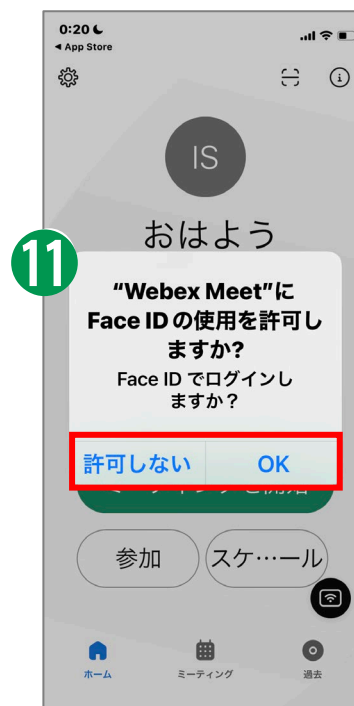 0:20
◀ App Store
IS
おはよう
11
“Webex Meet”に
Face IDの使用を許可し
ますか?
Face ID でログインし
ますか？
許可しない OK
参加 スケ…ール
ホーム ミーティング 過去